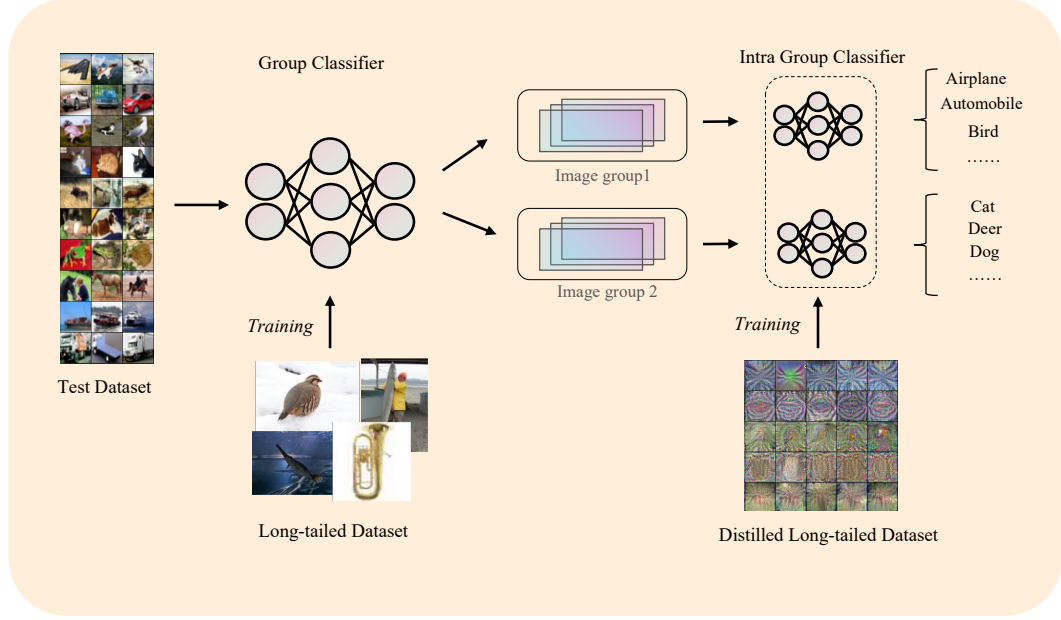 Group Classifier
Intra Group Classifier
Airplane
Automobile
Bird
......
Image group1
Cat
Deer
Dog
......
Image group 2
Training
Training
Test Dataset
Long-tailed Dataset
Distilled Long-tailed Dataset